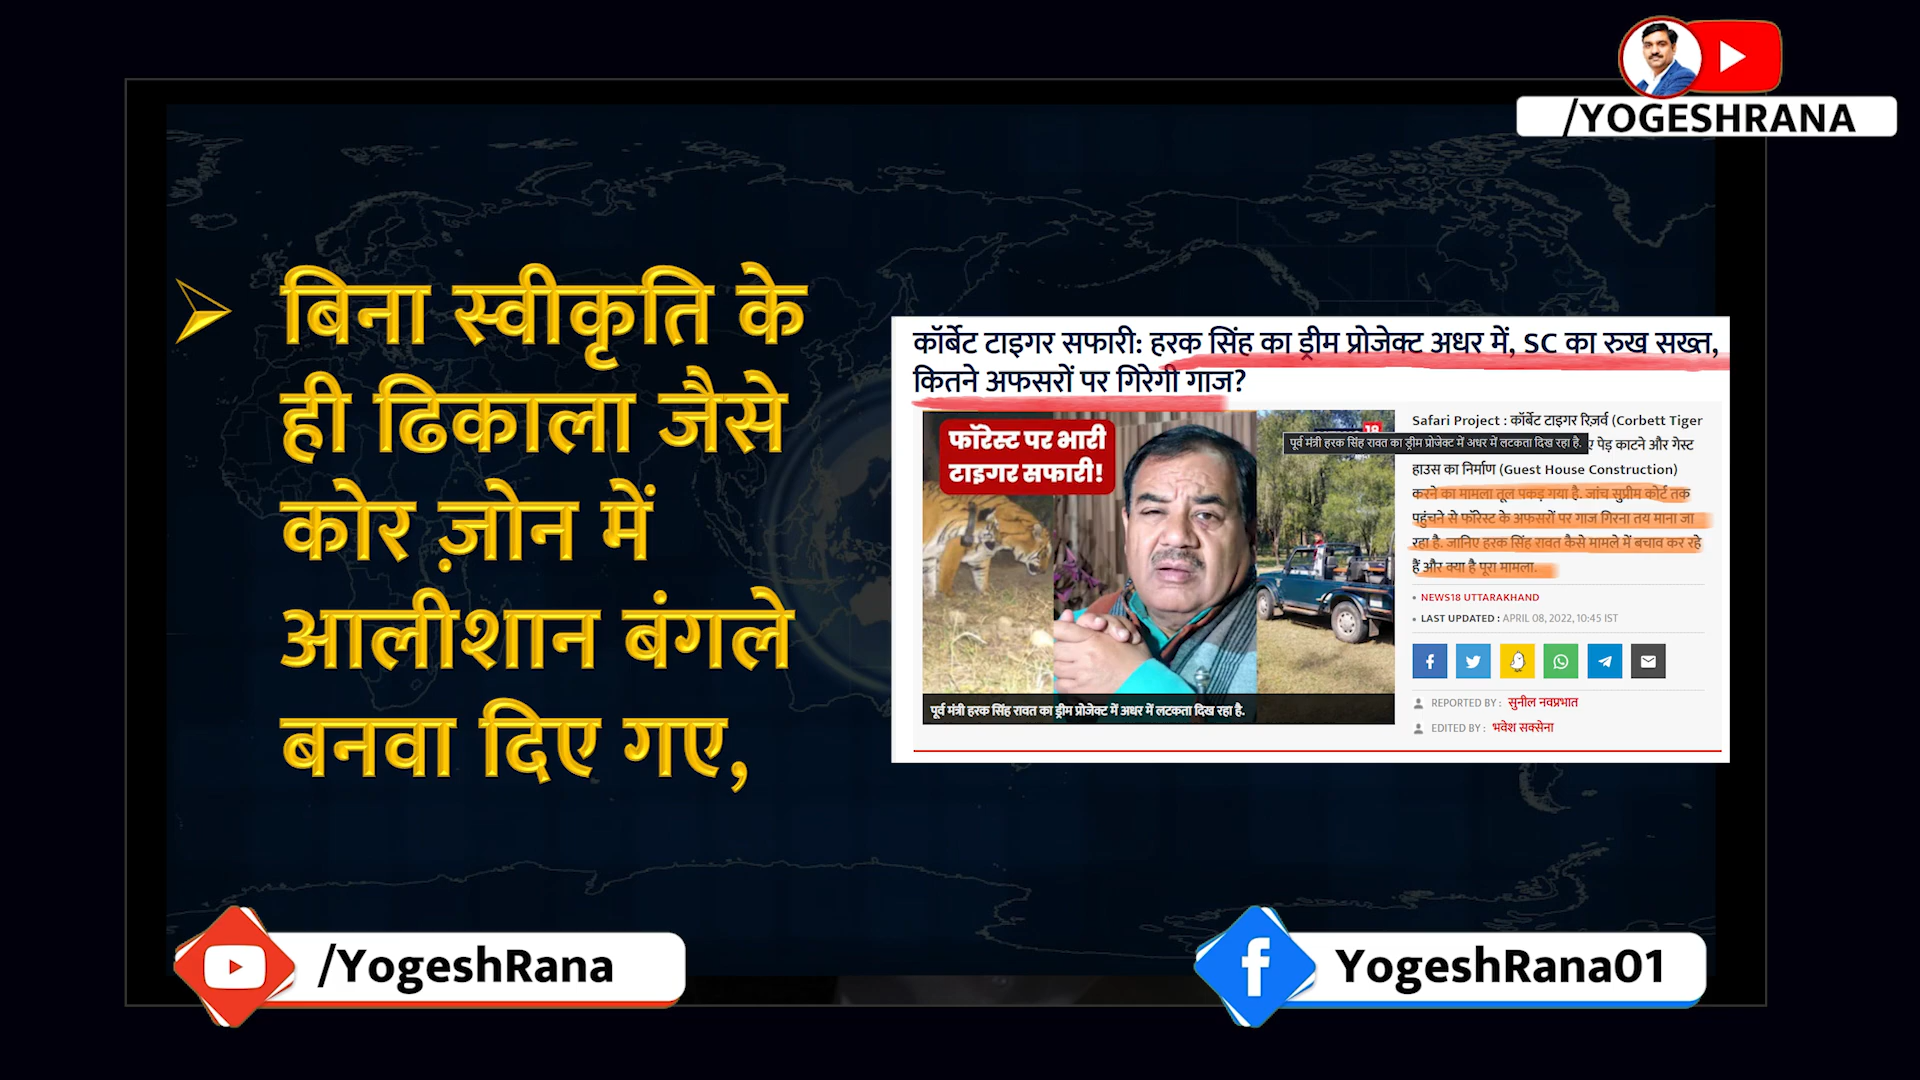 /YOGESHRANA
बिना स्वीकृति के
ही ढिकाला जैसे
कोर ज़ोन में
आलीशान बंगले
बनवा दिए गए,
कॉर्बेट टाइगर सफारी: हरक सिंह का ड्रीम प्रोजेक्ट अधर में, SC का रुख सख्त,
कितने अफसरों पर गिरेगी गाज?
फॉरेस्ट पर भारी
टाइगर सफारी!
18
पूर्व मंत्री हरक सिंह रावत का ड्रीम प्रोजेक्ट में अधर में लटकता दिख रहा है.
Safari Project : कॉर्बेट टाइगर रिज़र्व (Corbett Tiger
पूर्व मंत्री हरक सिंह रावत का ड्रीम प्रोजेक्ट में अधर में लटकता दिख रहा है.
ए पेड़ काटने और गेस्ट
हाउस का निर्माण (Guest House Construction)
करने का मामला तूल पकड़ गया है. जांच सुप्रीम कोर्ट तक
पहुंचने से फॉरेस्ट के अफसरों पर गाज गिरना तय माना जा
रहा है. जानिए हरक सिंह रावत कैसे मामले में बचाव कर रहे
हैं और क्या है पूरा मामला.
NEWS18 UTTARAKHAND
LAST UPDATED : APRIL 08, 2022, 10:45 IST
REPORTED BY : सुनील नवप्रभात
EDITED BY : भवेश सक्सेना
/YogeshRana
YogeshRana01